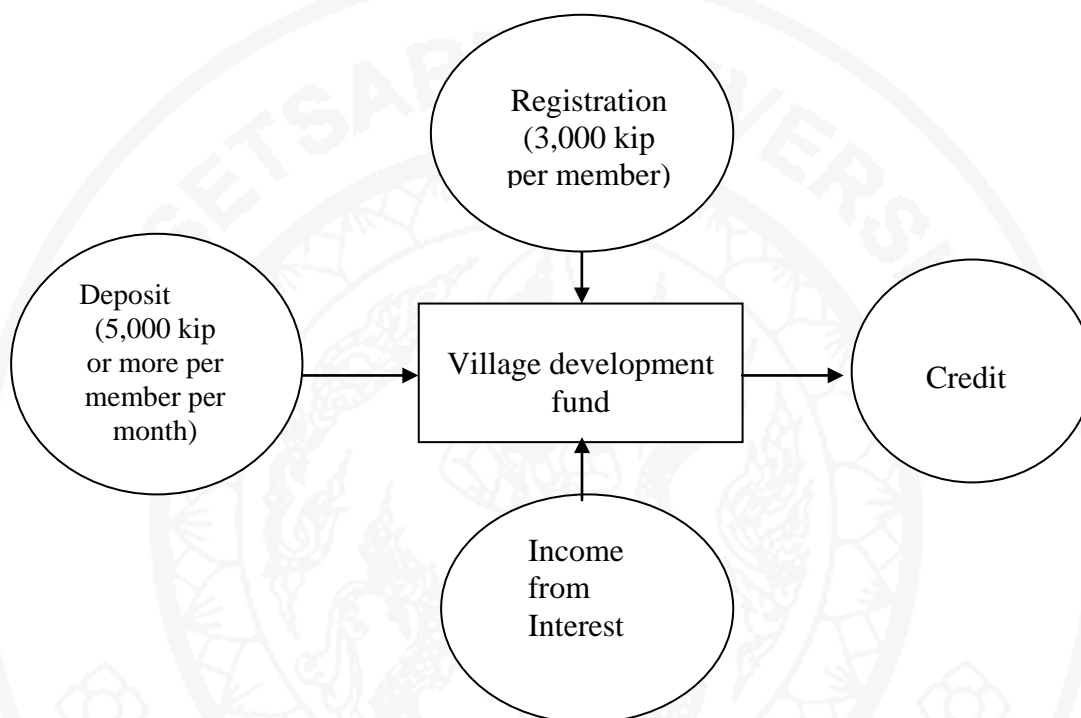 Registration
(3,000 kip
per member)
Deposit
(5,000 kip
or more per
member per
month)
Village development
fund
Credit
Income
from
Interest